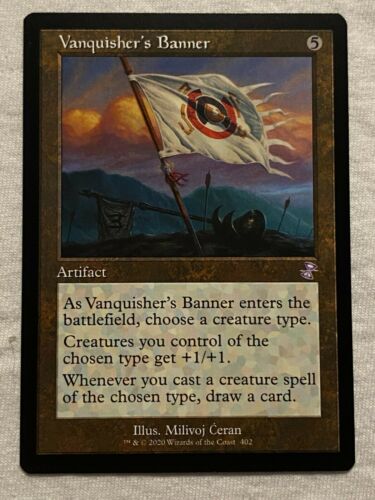 Vanquisher's Banner 5
Artifact
As Vanquisher's Banner enters the
battlefield, choose a creature type.
Creatures you control of the
chosen type get +1/+1.
Whenever you cast a creature spell
of the chosen type, draw a card.
Illus. Milivoj Ćeran
™ & © 2020 Wizards of the Coast 402